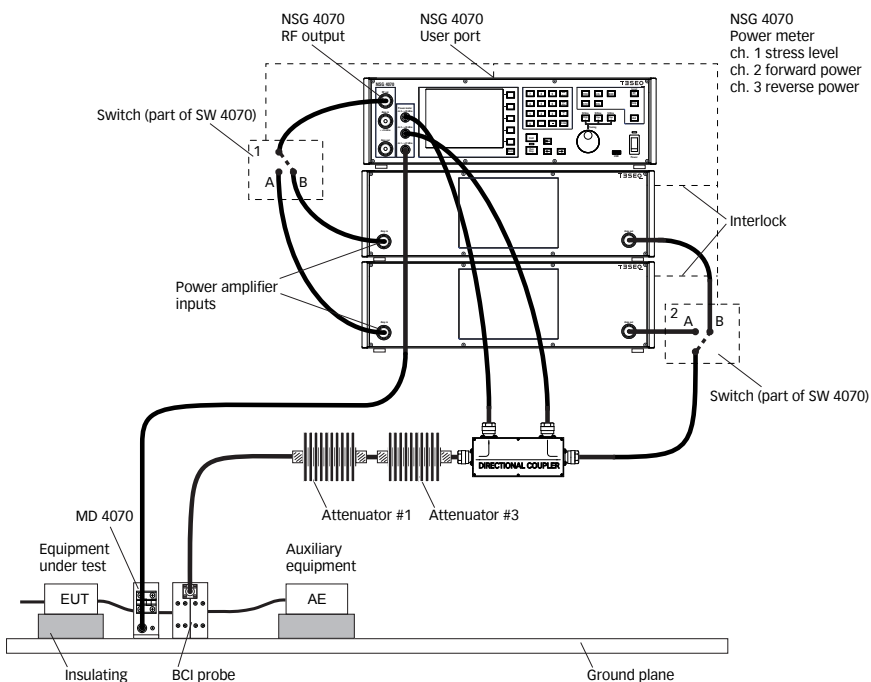 NSG 4070
RF output
NSG 4070
User port
NSG 4070
Power meter
ch. 1 stress level
ch. 2 forward power
ch. 3 reverse power
Switch (part of SW 4070)
NSG 4070
TESEQ
1
A
B
TESEQ
Interlock
Power amplifier
inputs
TESEQ
2
A
B
Switch (part of SW 4070)
DIRECTIONAL COUPLER
Attenuator #1
Attenuator #3
MD 4070
Equipment
under test
Auxiliary
equipment
EUT
AE
Insulating
BCI probe
Ground plane